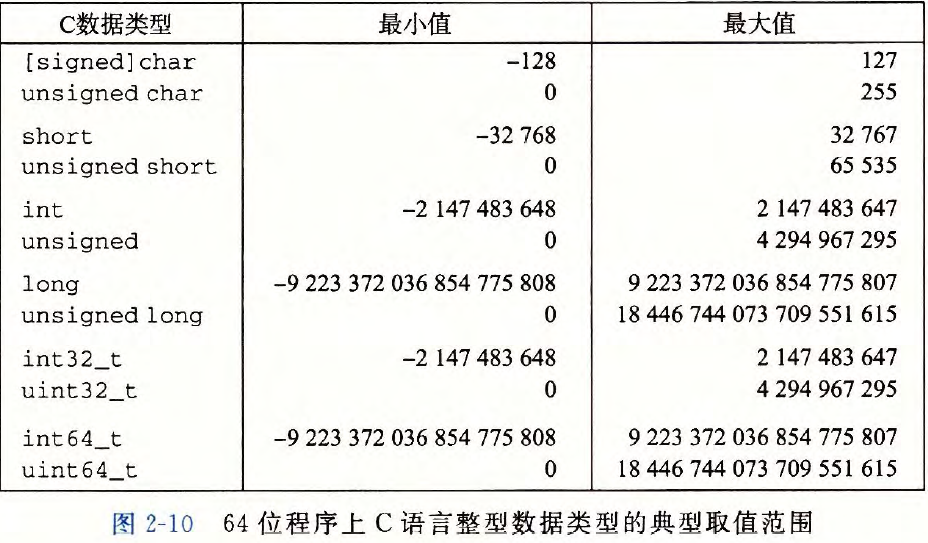 C数据类型 最小值 最大值
[signed]char −128 127
unsigned char 0 255
short −32 768 32 767
unsigned short 0 65 535
int −2 147 483 648 2 147 483 647
unsigned 0 4 294 967 295
long −9 223 372 036 854 775 808 9 223 372 036 854 775 807
unsigned long 0 18 446 744 073 709 551 615
int32_t −2 147 483 648 2 147 483 647
uint32_t 0 4 294 967 295
int64_t −9 223 372 036 854 775 808 9 223 372 036 854 775 807
uint64_t 0 18 446 744 073 709 551 615
图 2-10 64 位程序上 C 语言整型数据类型的典型取值范围